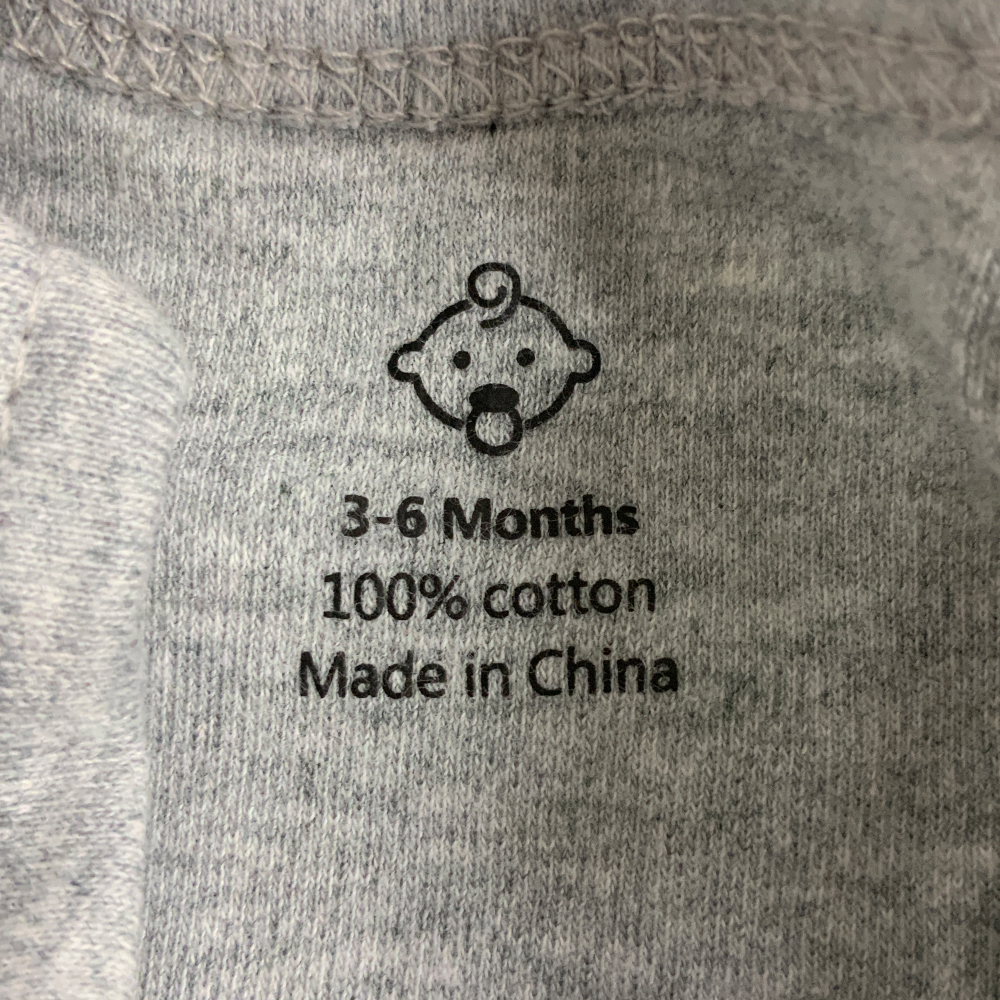 3-6 Months
100% cotton
Made in China